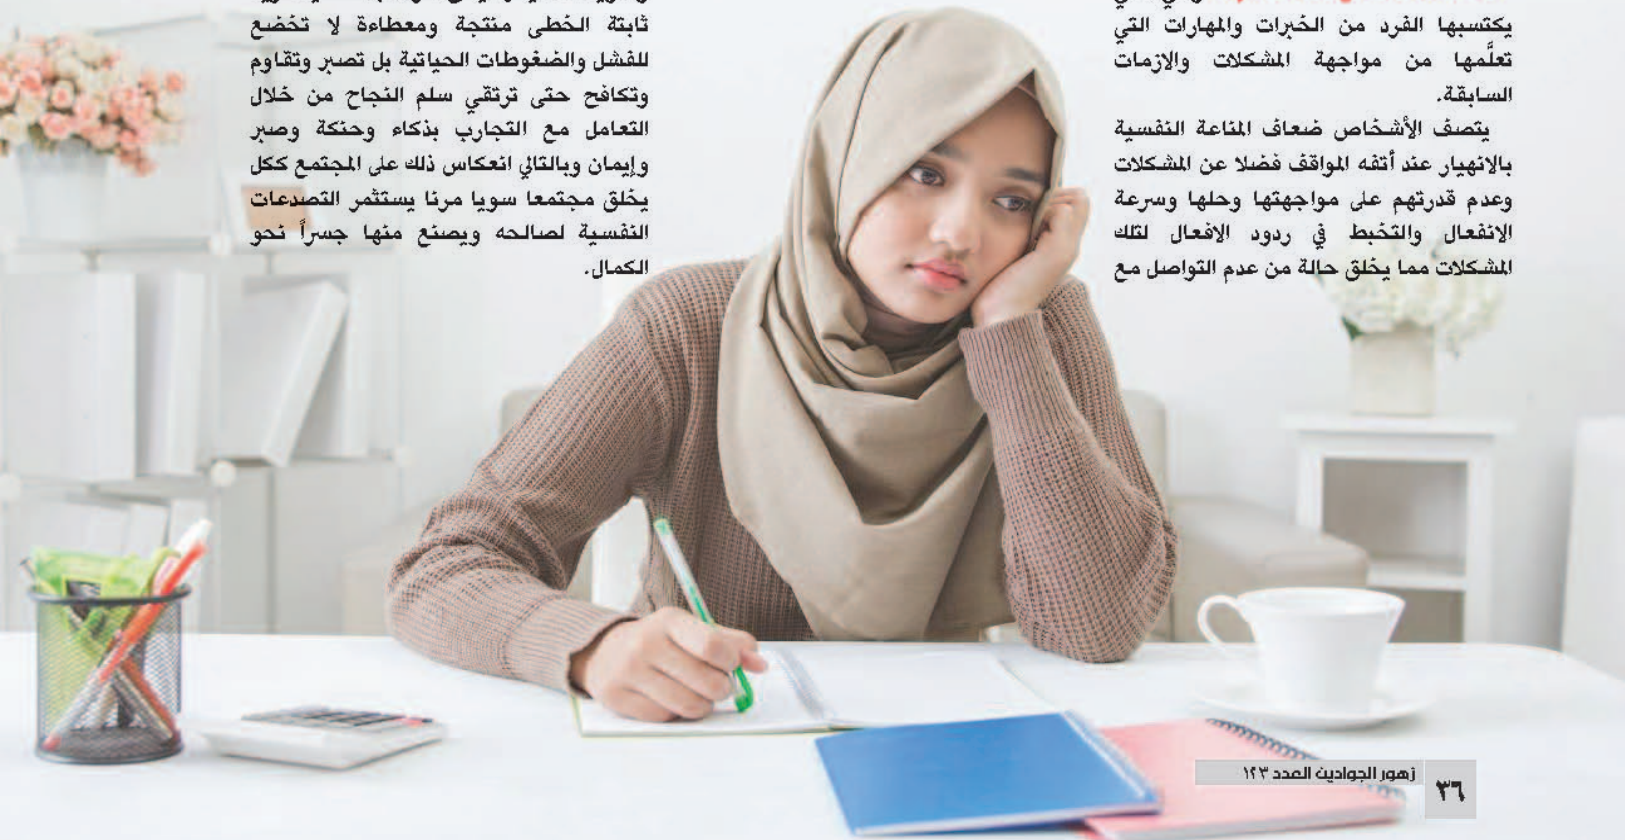 يكتسبها الفرد من الخبرات والمهارات التي
تعلَّمها من مواجهة المشكلات والازمات
السابقة.
يتصف الأشخاص ضعاف المناعة النفسية
بالانهيار عند أتفه المواقف فضلا عن المشكلات
وعدم قدرتهم على مواجهتها وحلها وسرعة
الانفعال والتخبط في ردود الافعال لتلك
المشكلات مما يخلق حالة من عدم التواصل مع
ثابتة الخطى منتجة ومعطاءة لا تخضع
للفشل والضغوطات الحياتية بل تصبر وتقاوم
وتكافح حتى ترتقي سلم النجاح من خلال
التعامل مع التجارب بذكاء وحنكة وصبر
وإيمان وبالتالي انعكاس ذلك على المجتمع ككل
يخلق مجتمعا سويا مرنا يستثمر التصدعات
النفسية لصالحه ويصنع منها جسراً نحو
الكمال.
زهور الجوادين العدد ١٢٣
٣٦